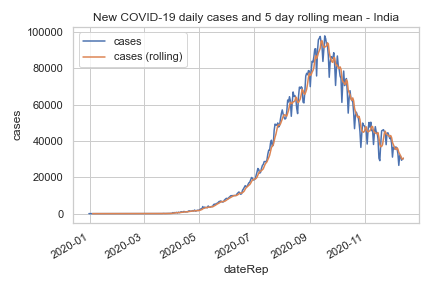 New COVID-19 daily cases and 5 day rolling mean - India
cases
cases (rolling)
100000
80000
60000
40000
20000
0
cases
2020-01
2020-03
2020-05
2020-07
2020-09
2020-11
dateRep